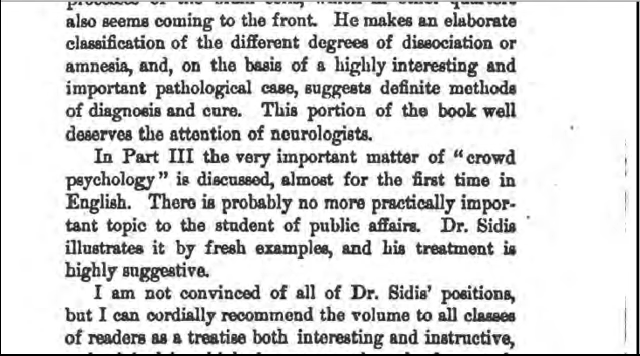 also seems coming to the front. He makes an elaborate
classification of the different degrees of dissociation or
amnesia, and, on the basis of a highly interesting and
important pathological case, suggests definite methods
of diagnosis and cure. This portion of the book well
deserves the attention of neurologists.
In Part III the very important matter of “crowd
psychology” is discussed, almost for the first time in
English. There is probably no more practically impor-
tant topic to the student of public affairs. Dr. Sidis
illustrates it by fresh examples, and his treatment is
highly suggestive.
I am not convinced of all of Dr. Sidis’ positions,
but I can cordially recommend the volume to all classes
of readers as a treatise both interesting and instructive,